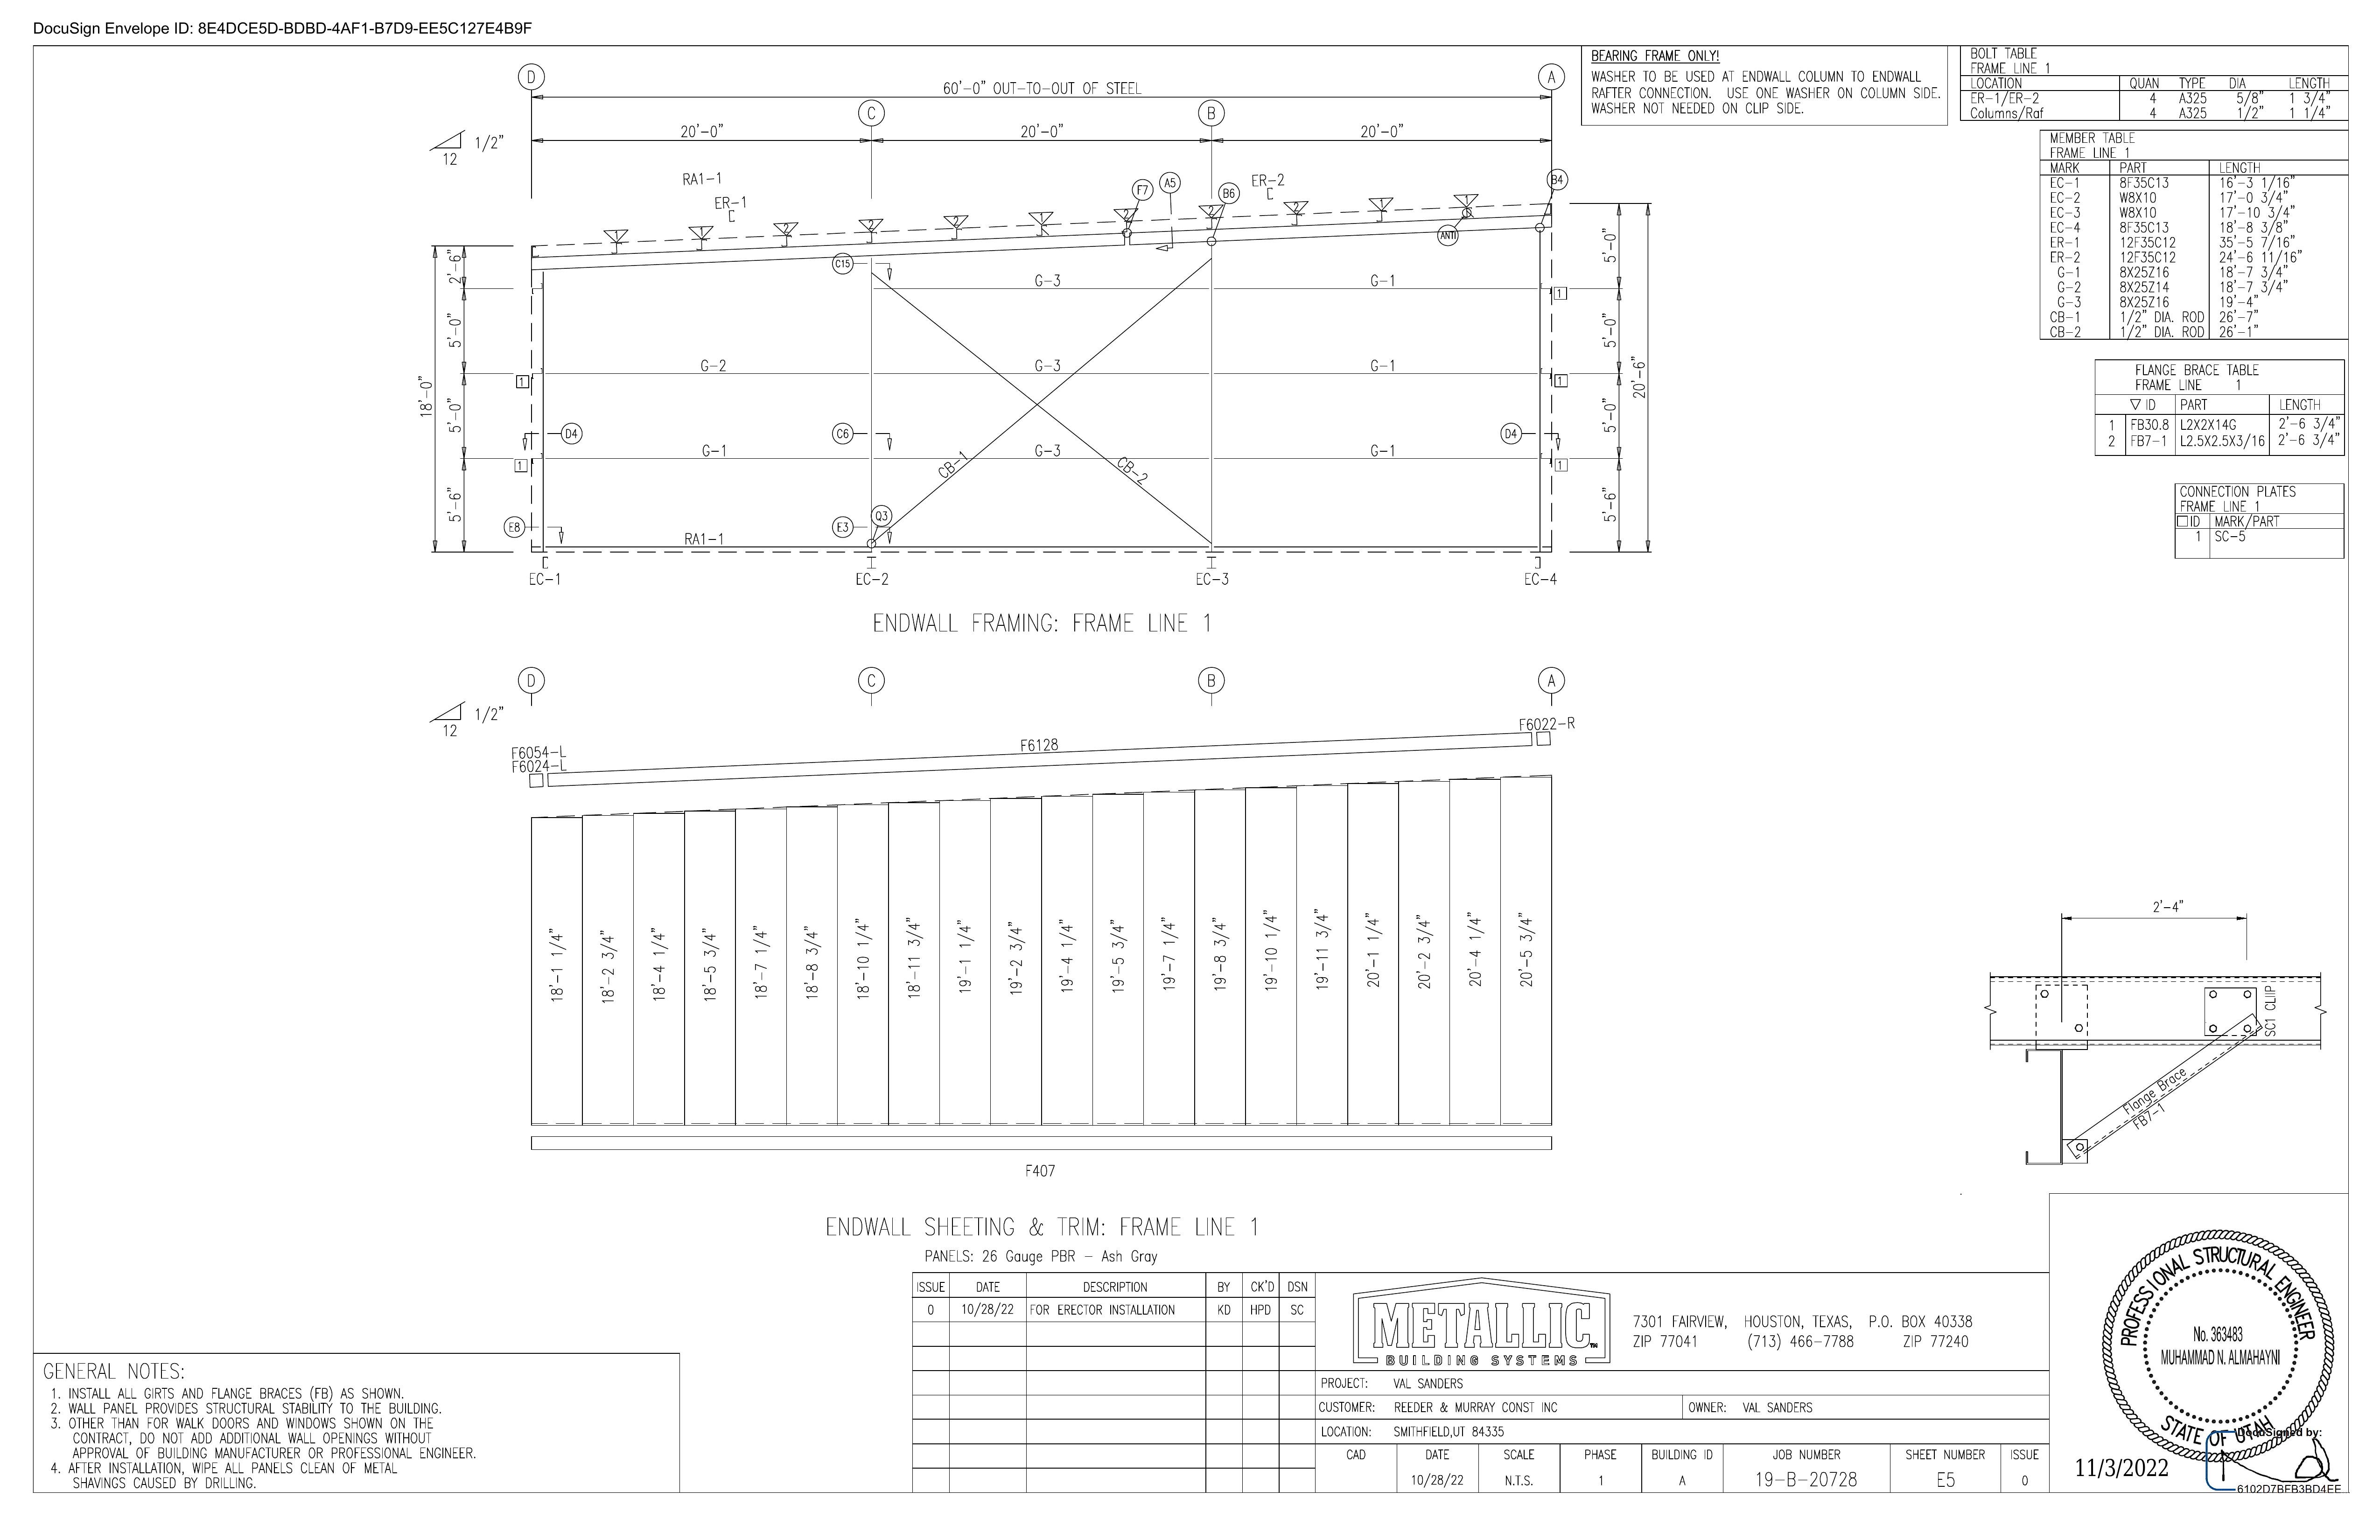 DocuSign Envelope ID: 8E4DCE5D-BDBD-4AF1-B7D9-EE5C127E4B9F
D
A
60'-0" OUT-TO-OUT OF STEEL
C
B
20'-0"
20'-0"
20'-0"
1/2"
12
RA1-1
ER-1
F7
A5
B6
ER-2
B4
1
1
2
2
2
1
2
2
2
1
1
ANTI
C15
2'-6"
5'-0"
5'-0"
5'-6"
18'-0"
5'-0"
5'-0"
5'-0"
5'-6"
20'-6"
G-3
G-1
1
G-2
G-3
G-1
1
1
D4
C6
D4
G-1
G-3
G-1
1
1
CB-1
CB-2
E8
E3
Q3
RA1-1
EC-1
EC-2
EC-3
EC-4
ENDWALL FRAMING: FRAME LINE 1
BEARING FRAME ONLY!
WASHER TO BE USED AT ENDWALL COLUMN TO ENDWALL
RAFTER CONNECTION. USE ONE WASHER ON COLUMN SIDE.
WASHER NOT NEEDED ON CLIP SIDE.
BOLT TABLE
FRAME LINE 1
LOCATION QUAN TYPE DIA LENGTH
ER-1/ER-2 4 A325 5/8" 1 3/4"
Columns/Raf 4 A325 1/2" 1 1/4"
MEMBER TABLE
FRAME LINE 1
MARK PART LENGTH
EC-1 8F35C13 16'-3 1/16"
EC-2 W8X10 17'-0 3/4"
EC-3 W8X10 17'-10 3/4"
EC-4 8F35C13 18'-8 3/8"
ER-1 12F35C12 35'-5 7/16"
ER-2 12F35C12 24'-6 11/16"
G-1 8X25Z16 18'-7 3/4"
G-2 8X25Z14 18'-7 3/4"
G-3 8X25Z16 19'-4"
CB-1 1/2" DIA. ROD 26'-7"
CB-2 1/2" DIA. ROD 26'-1"
FLANGE BRACE TABLE
FRAME LINE 1
▽ ID PART LENGTH
1 FB30.8 L2X2X14G 2'-6 3/4"
2 FB7-1 L2.5X2.5X3/16 2'-6 3/4"
CONNECTION PLATES
FRAME LINE 1
□ ID MARK/PART
1 SC-5
D
C
B
A
1/2"
12
F6054-L
F6024-L
F6128
F6022-R
18'-1 1/4"
18'-2 3/4"
18'-4 1/4"
18'-5 3/4"
18'-7 1/4"
18'-8 3/4"
18'-10 1/4"
18'-11 3/4"
19'-1 1/4"
19'-2 3/4"
19'-4 1/4"
19'-5 3/4"
19'-7 1/4"
19'-8 3/4"
19'-10 1/4"
19'-11 3/4"
20'-1 1/4"
20'-2 3/4"
20'-4 1/4"
20'-5 3/4"
F407
ENDWALL SHEETING & TRIM: FRAME LINE 1
PANELS: 26 Gauge PBR - Ash Gray
2'-4"
SC1 CLIIP
Flange Brace
FB7-1
GENERAL NOTES:
1. INSTALL ALL GIRTS AND FLANGE BRACES (FB) AS SHOWN.
2. WALL PANEL PROVIDES STRUCTURAL STABILITY TO THE BUILDING.
3. OTHER THAN FOR WALK DOORS AND WINDOWS SHOWN ON THE
CONTRACT, DO NOT ADD ADDITIONAL WALL OPENINGS WITHOUT
APPROVAL OF BUILDING MANUFACTURER OR PROFESSIONAL ENGINEER.
4. AFTER INSTALLATION, WIPE ALL PANELS CLEAN OF METAL
SHAVINGS CAUSED BY DRILLING.
ISSUE DATE DESCRIPTION BY CK'D DSN
0 10/28/22 FOR ERECTOR INSTALLATION KD HPD SC
METALLIC TM
BUILDING SYSTEMS
7301 FAIRVIEW, HOUSTON, TEXAS, P.O. BOX 40338
ZIP 77041 (713) 466-7788 ZIP 77240
PROJECT: VAL SANDERS
CUSTOMER: REEDER & MURRAY CONST INC OWNER: VAL SANDERS
LOCATION: SMITHFIELD,UT 84335
CAD DATE SCALE PHASE BUILDING ID JOB NUMBER SHEET NUMBER ISSUE
10/28/22 N.T.S. 1 A 19-B-20728 E5 0
PROFESSIONAL STRUCTURAL ENGINEER
No. 363483
MUHAMMAD N. ALMAHAYNI
STATE OF UTAH
DocuSigned by:
11/3/2022
6102D7BFB3BD4EE